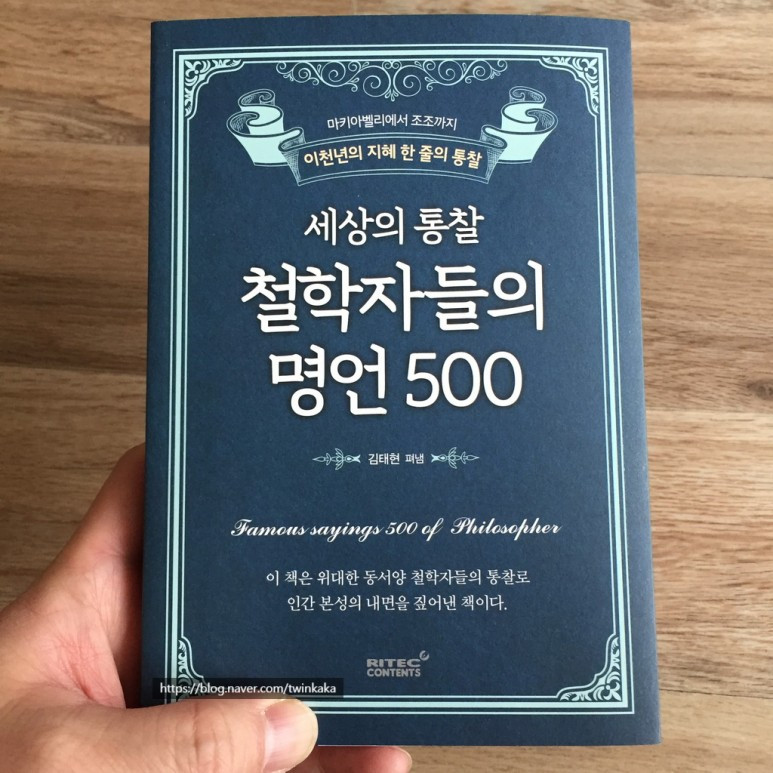 마키아벨리에서 조조까지
이천년의 지혜 한 줄의 통찰
세상의 통찰
철학자들의
명언 500
김태현 펴냄
Famous sayings 500 of Philosopher
이 책은 위대한 동서양 철학자들의 통찰로
인간 본성의 내면을 짚어낸 책이다.
RITEC
CONTENTS
https://blog.naver.com/twinkaka